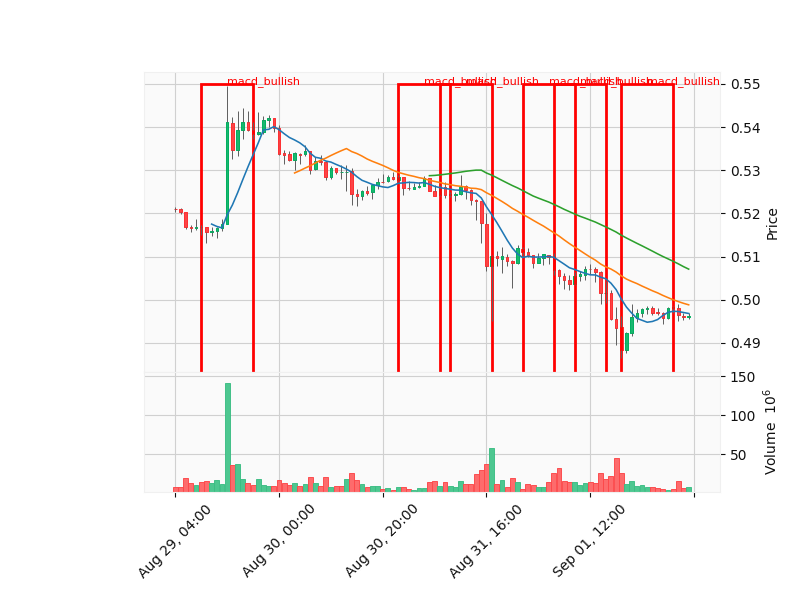 macd_bullish macd_bullish macd_bullish macd_bullish macd_bullish macd_bullish
0.55
0.54
0.53
0.52
0.51
0.50
0.49
Price
150
100
50
Volume 10^6
Aug 29, 04:00
Aug 30, 00:00
Aug 30, 20:00
Aug 31, 16:00
Sep 01, 12:00